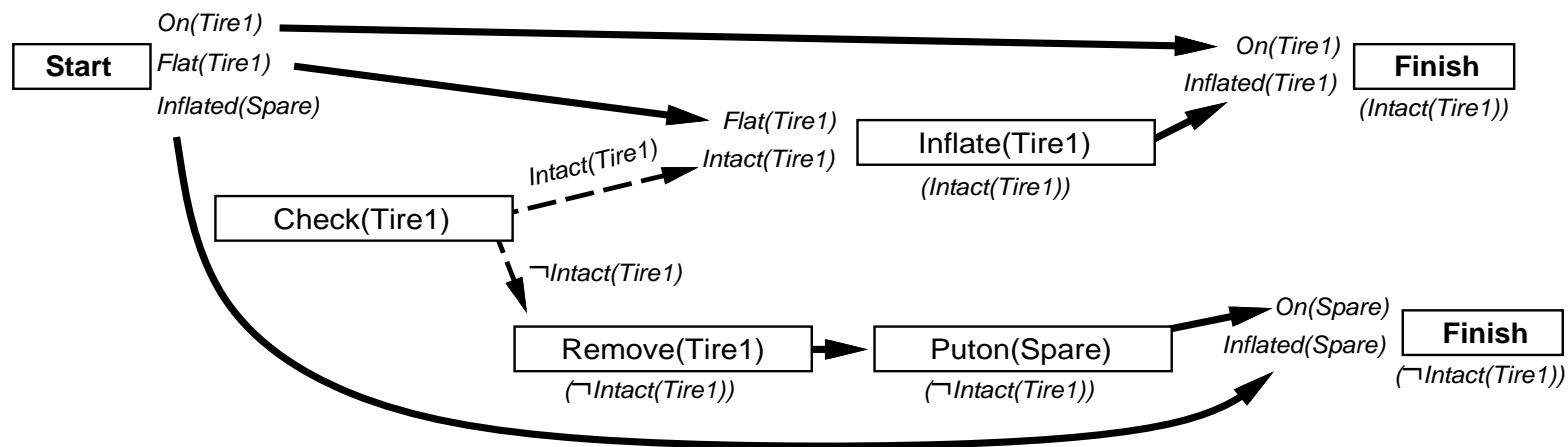 On(Tire1)
Start
Flat(Tire1)
Inflated(Spare)
On(Tire1)
Inflated(Tire1)
Finish
(Intact(Tire1))
Flat(Tire1)
Intact(Tire1)
Intact(Tire1)
Inflate(Tire1)
(Intact(Tire1))
Check(Tire1)
¬Intact(Tire1)
Remove(Tire1)
(¬Intact(Tire1))
Puton(Spare)
(¬Intact(Tire1))
On(Spare)
Inflated(Spare)
Finish
(¬Intact(Tire1))